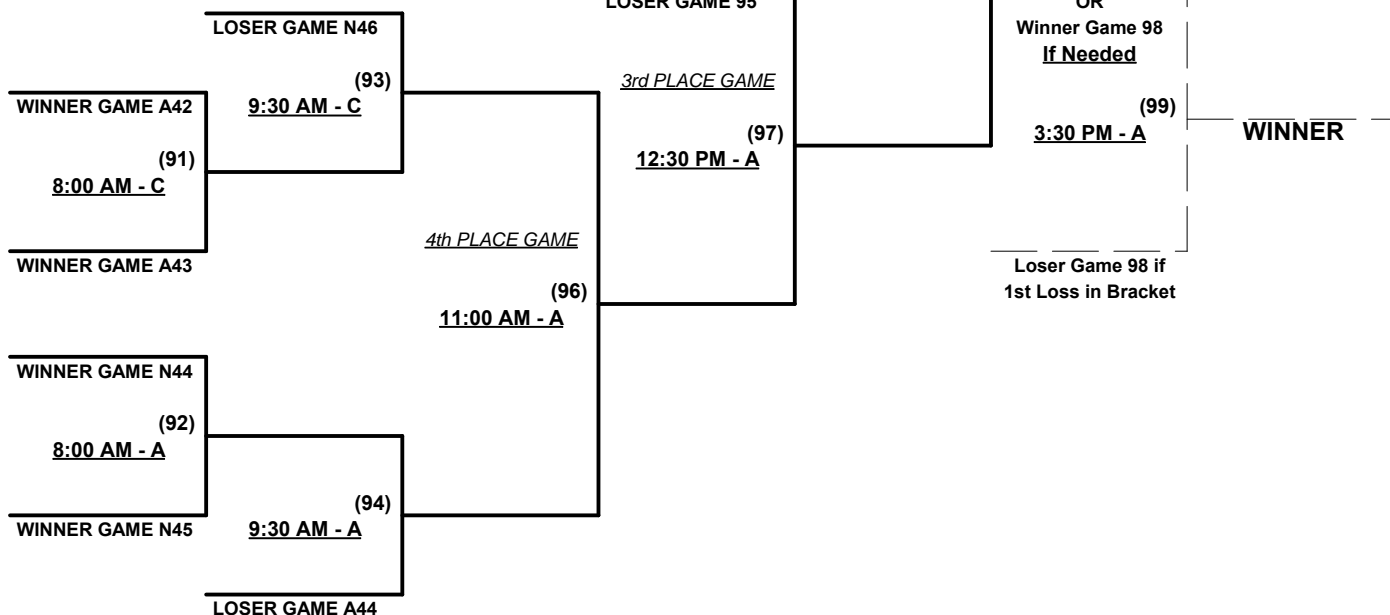 LOSER GAME 95
OR
Winner Game 98
If Needed
LOSER GAME N46
(93)
9:30 AM - C
3rd PLACE GAME
WINNER GAME A42
(97)
12:30 PM - A
(99)
3:30 PM - A
WINNER
(91)
8:00 AM - C
4th PLACE GAME
WINNER GAME A43
Loser Game 98 if
1st Loss in Bracket
(96)
11:00 AM - A
WINNER GAME N44
(92)
8:00 AM - A
(94)
9:30 AM - A
WINNER GAME N45
LOSER GAME A44